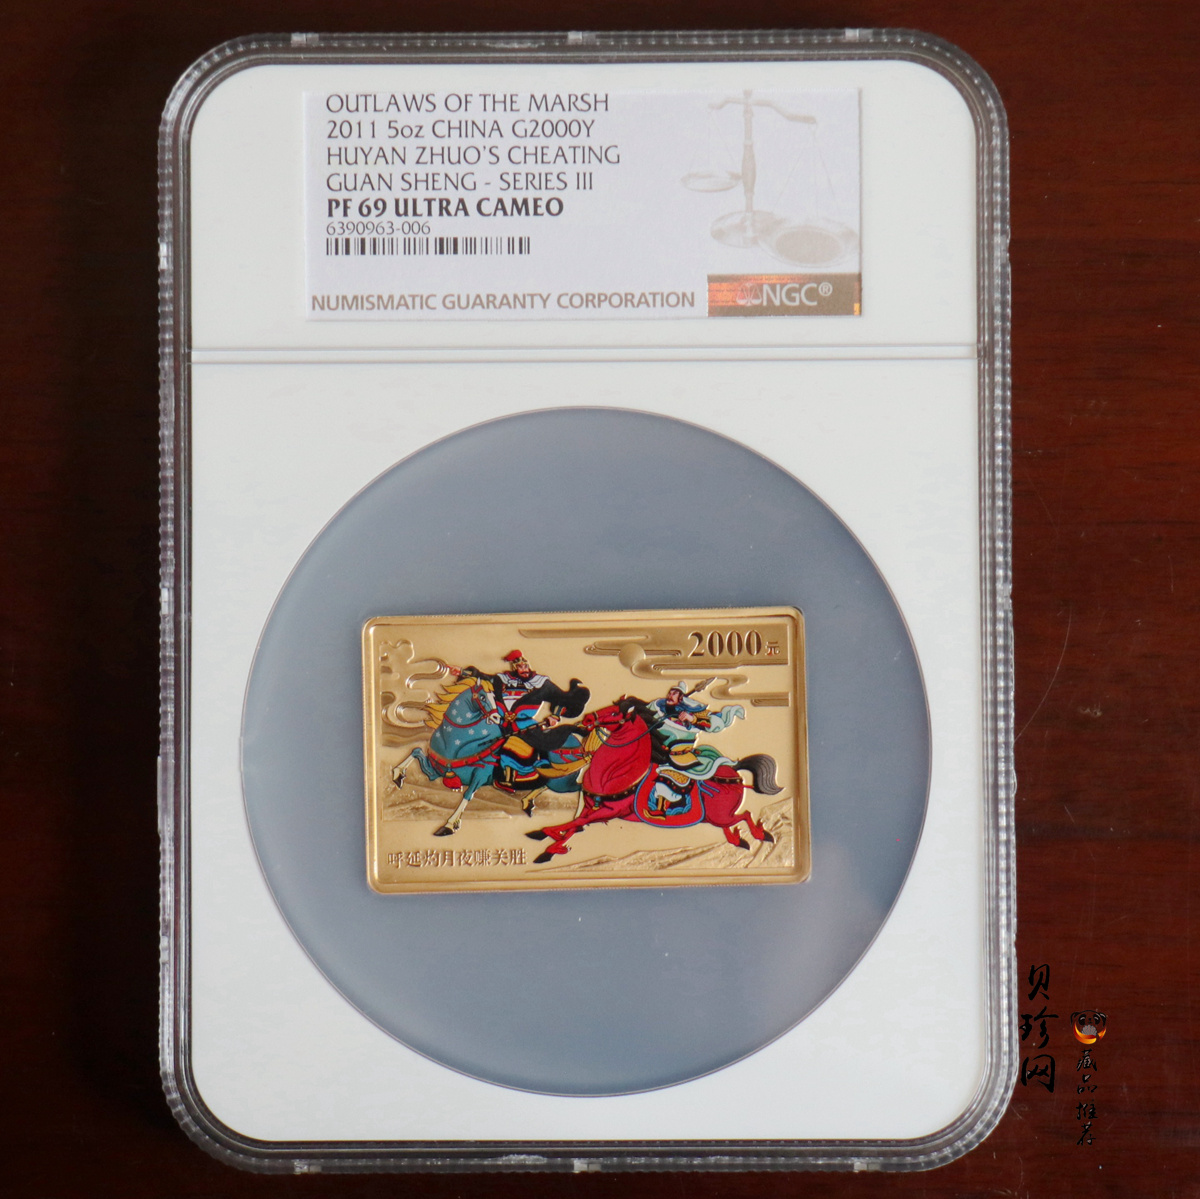 OUTLAWS OF THE MARSH
2011 5oz CHINA G2000Y
HUYAN ZHUO'S CHEATING
GUAN SHENG - SERIES III
PF 69 ULTRA CAMEO
6390963-006
NUMISMATIC GUARANTY CORPORATION
NGC®
2000元
呼延灼月夜赚关胜
贝珍网
藏品推荐